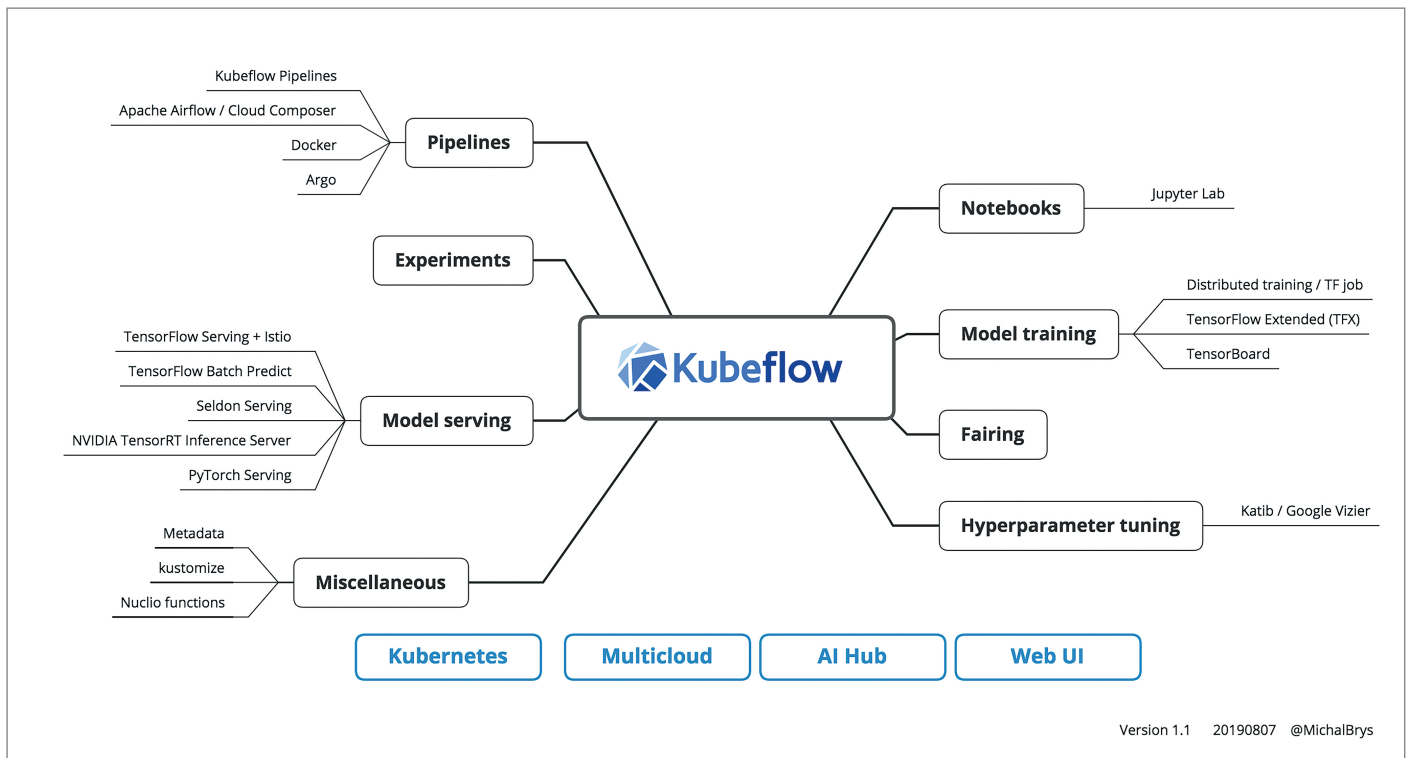 Kubeflow Pipelines
Apache Airflow / Cloud Composer
Docker
Argo
Pipelines
Experiments
TensorFlow Serving + Istio
TensorFlow Batch Predict
Seldon Serving
NVIDIA TensorRT Inference Server
PyTorch Serving
Model serving
Metadata
kustomize
Nuclio functions
Miscellaneous
Kubeflow
Notebooks
Jupyter Lab
Model training
Distributed training / TF job
TensorFlow Extended (TFX)
TensorBoard
Fairing
Hyperparameter tuning
Katib / Google Vizier
Kubernetes
Multicloud
AI Hub
Web UI
Version 1.1 20190807 @MichalBrys